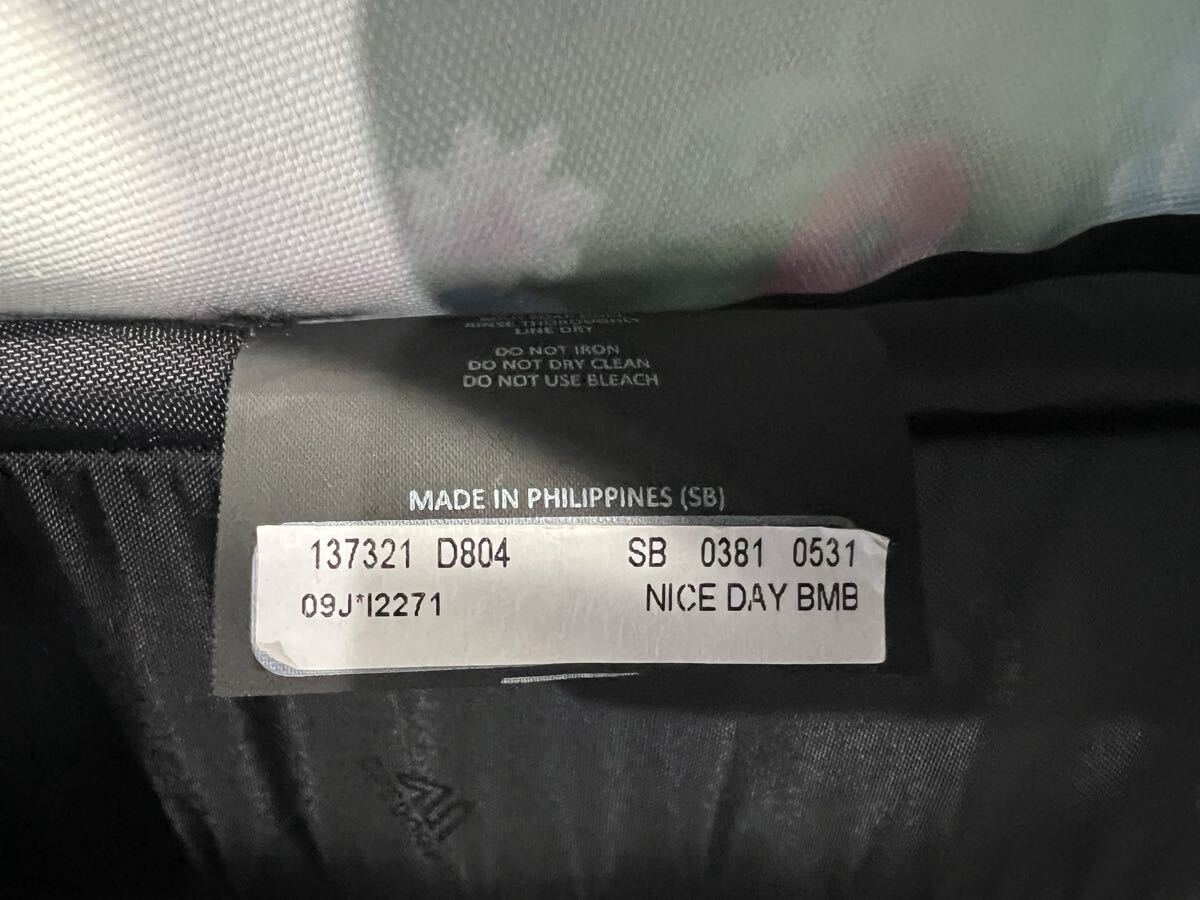 RINSE THOROUGHLY
LINE DRY
DO NOT IRON
DO NOT DRY CLEAN
DO NOT USE BLEACH
MADE IN PHILIPPINES (SB)
137321 D804 SB 0381 0531
09J*I2271 NICE DAY BMB